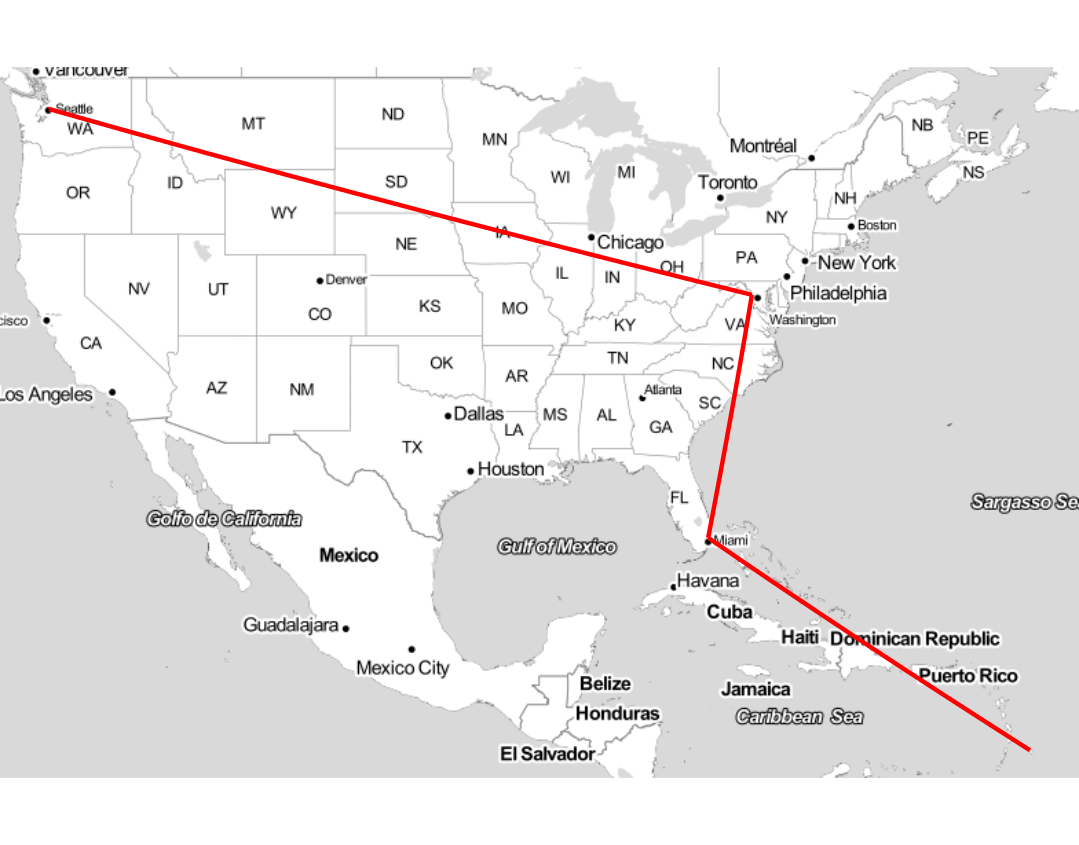 Vancouver
Seattle
WA
MT
ND
MN
NB
PE
Montréal
OR
ID
SD
WI
MI
Toronto
NS
WY
NH
NY
Boston
NE
IA
Chicago
PA
New York
NV
UT
Denver
IL
IN
OH
Philadelphia
cisco
CO
KS
MO
KY
VA
Washington
CA
TN
NC
Los Angeles
AZ
NM
OK
AR
Atlanta
SC
Dallas
MS
AL
GA
TX
LA
Houston
FL
Sargasso Se
Golfo de California
Mexico
Gulf of Mexico
Miami
Havana
Cuba
Guadalajara
Haiti
Dominican Republic
Mexico City
Puerto Rico
Belize
Jamaica
Honduras
Caribbean Sea
El Salvador